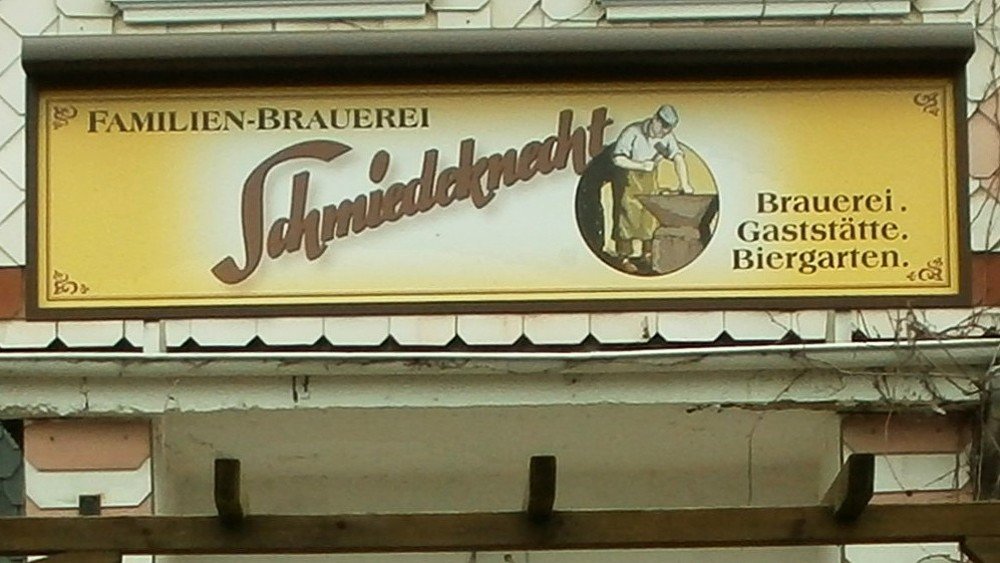 FAMILIEN-BRAUEREI
Schmiedeknecht
Brauerei.
Gaststätte.
Biergarten.